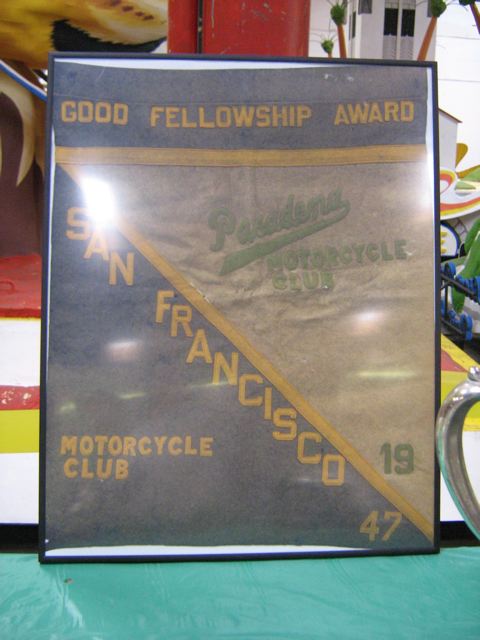 GOOD FELLOWSHIP AWARD
Pasadena
MOTORCYCLE
CLUB
SAN FRANCISCO
MOTORCYCLE
CLUB
19
47